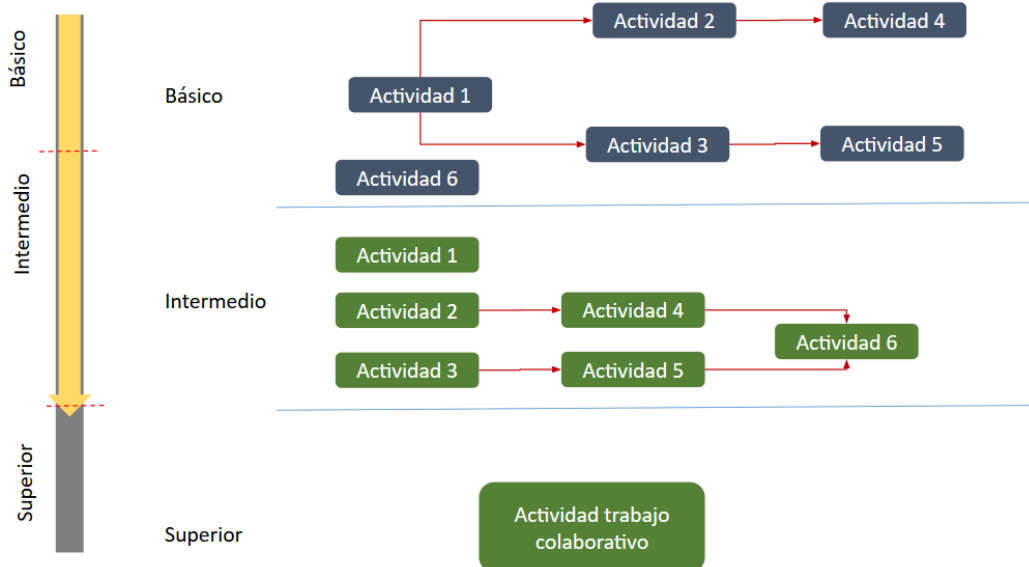 Básico
Intermedio
Superior
Básico
Actividad 1
Actividad 2
Actividad 4
Actividad 3
Actividad 5
Actividad 6
Intermedio
Actividad 1
Actividad 2
Actividad 4
Actividad 6
Actividad 3
Actividad 5
Superior
Actividad trabajo
colaborativo